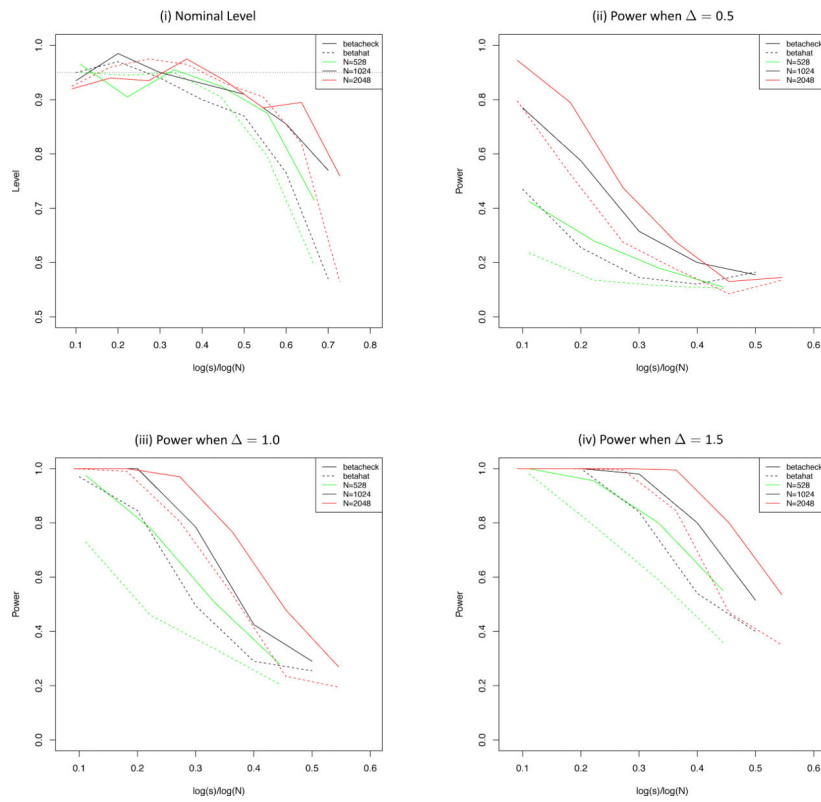 (i) Nominal Level
Level
1.0
0.9
0.8
0.7
0.6
0.5
betacheck
betahat
N=528
N=1024
N=2048
0.1 0.2 0.3 0.4 0.5 0.6 0.7 0.8
log(s)/log(N)
(ii) Power when Δ = 0.5
Power
1.0
0.8
0.6
0.4
0.2
0.0
betacheck
betahat
N=528
N=1024
N=2048
0.1 0.2 0.3 0.4 0.5 0.6
log(s)/log(N)
(iii) Power when Δ = 1.0
Power
1.0
0.8
0.6
0.4
0.2
0.0
betacheck
betahat
N=528
N=1024
N=2048
0.1 0.2 0.3 0.4 0.5 0.6
log(s)/log(N)
(iv) Power when Δ = 1.5
Power
1.0
0.8
0.6
0.4
0.2
0.0
betacheck
betahat
N=528
N=1024
N=2048
0.1 0.2 0.3 0.4 0.5 0.6
log(s)/log(N)